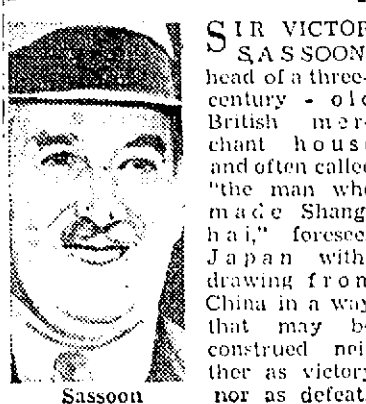 SIR VICTOR
SASSOON,
head of a three-
century - old
British mer-
chant house
and often called
"the man who
made Shang-
hai," foresees
Japan with-
drawing from
China in a way
that may be
construed nei-
ther as victory
nor as defeat.
Sassoon